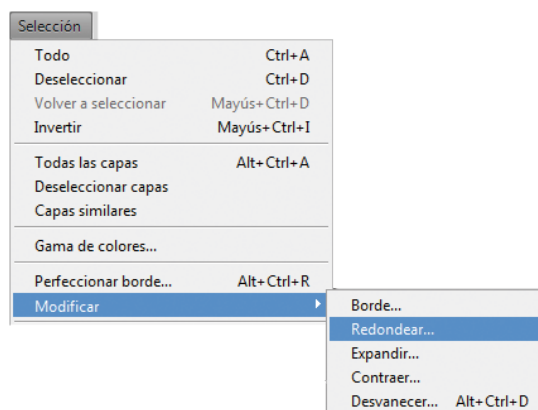 Selección
Todo Ctrl+A
Deseleccionar Ctrl+D
Volver a seleccionar Mayús+Ctrl+D
Invertir Mayús+Ctrl+I
Todas las capas Alt+Ctrl+A
Deseleccionar capas
Capas similares
Gama de colores...
Perfeccionar borde... Alt+Ctrl+R
Modificar
Borde...
Redondear...
Expandir...
Contraer...
Desvanecer... Alt+Ctrl+D